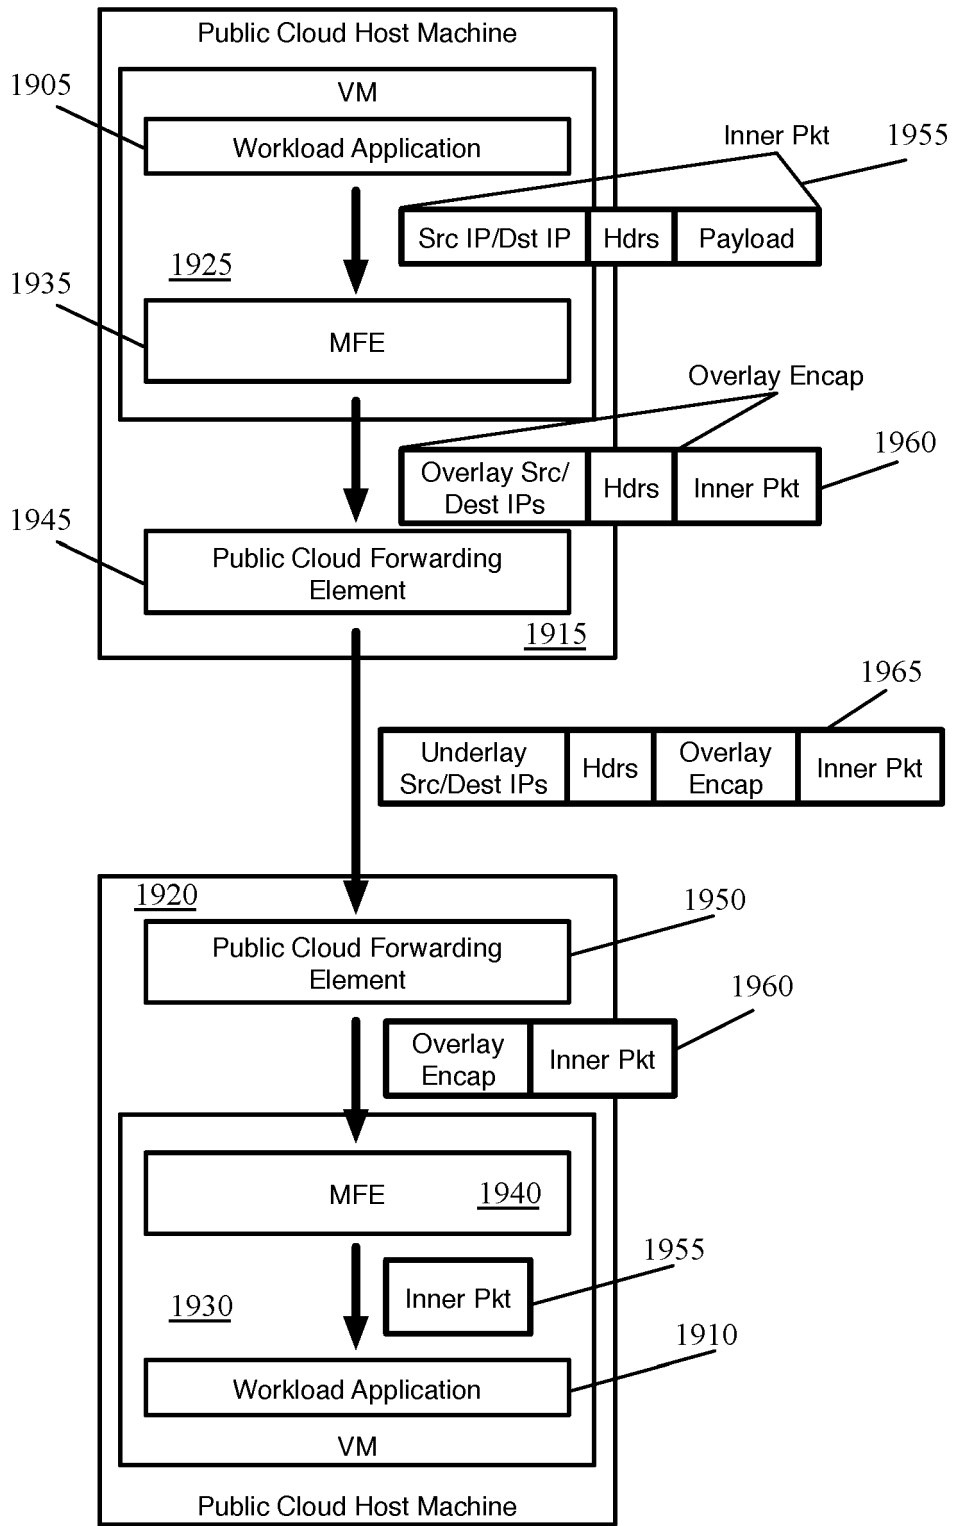 Public Cloud Host Machine
1905
VM
Workload Application
Inner Pkt
1955
Src IP/Dst IP
Hdrs
Payload
1925
1935
MFE
Overlay Encap
1960
Overlay Src/
Dest IPs
Hdrs
Inner Pkt
1945
Public Cloud Forwarding
Element
1915
1965
Underlay
Src/Dest IPs
Hdrs
Overlay
Encap
Inner Pkt
1920
1950
Public Cloud Forwarding
Element
1960
Overlay
Encap
Inner Pkt
MFE
1940
1955
Inner Pkt
1930
1910
Workload Application
VM
Public Cloud Host Machine